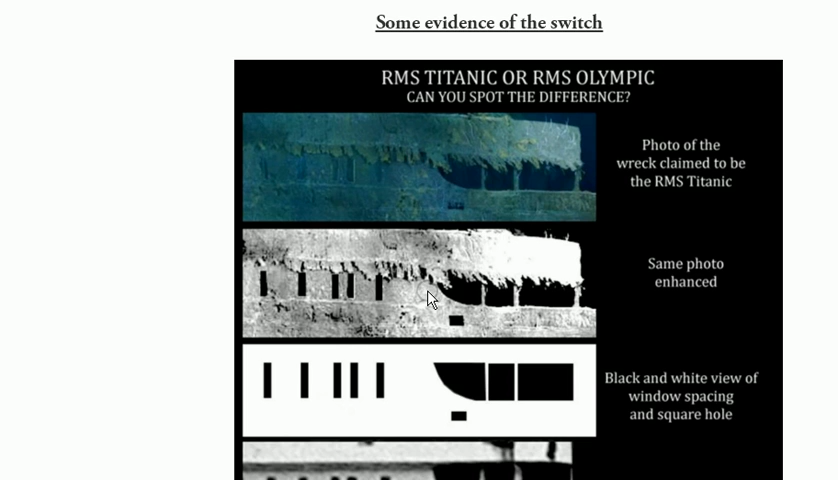 Some evidence of the switch
RMS TITANIC OR RMS OLYMPIC
CAN YOU SPOT THE DIFFERENCE?
Photo of the
wreck claimed to be
the RMS Titanic
Same photo
enhanced
Black and white view of
window spacing
and square hole